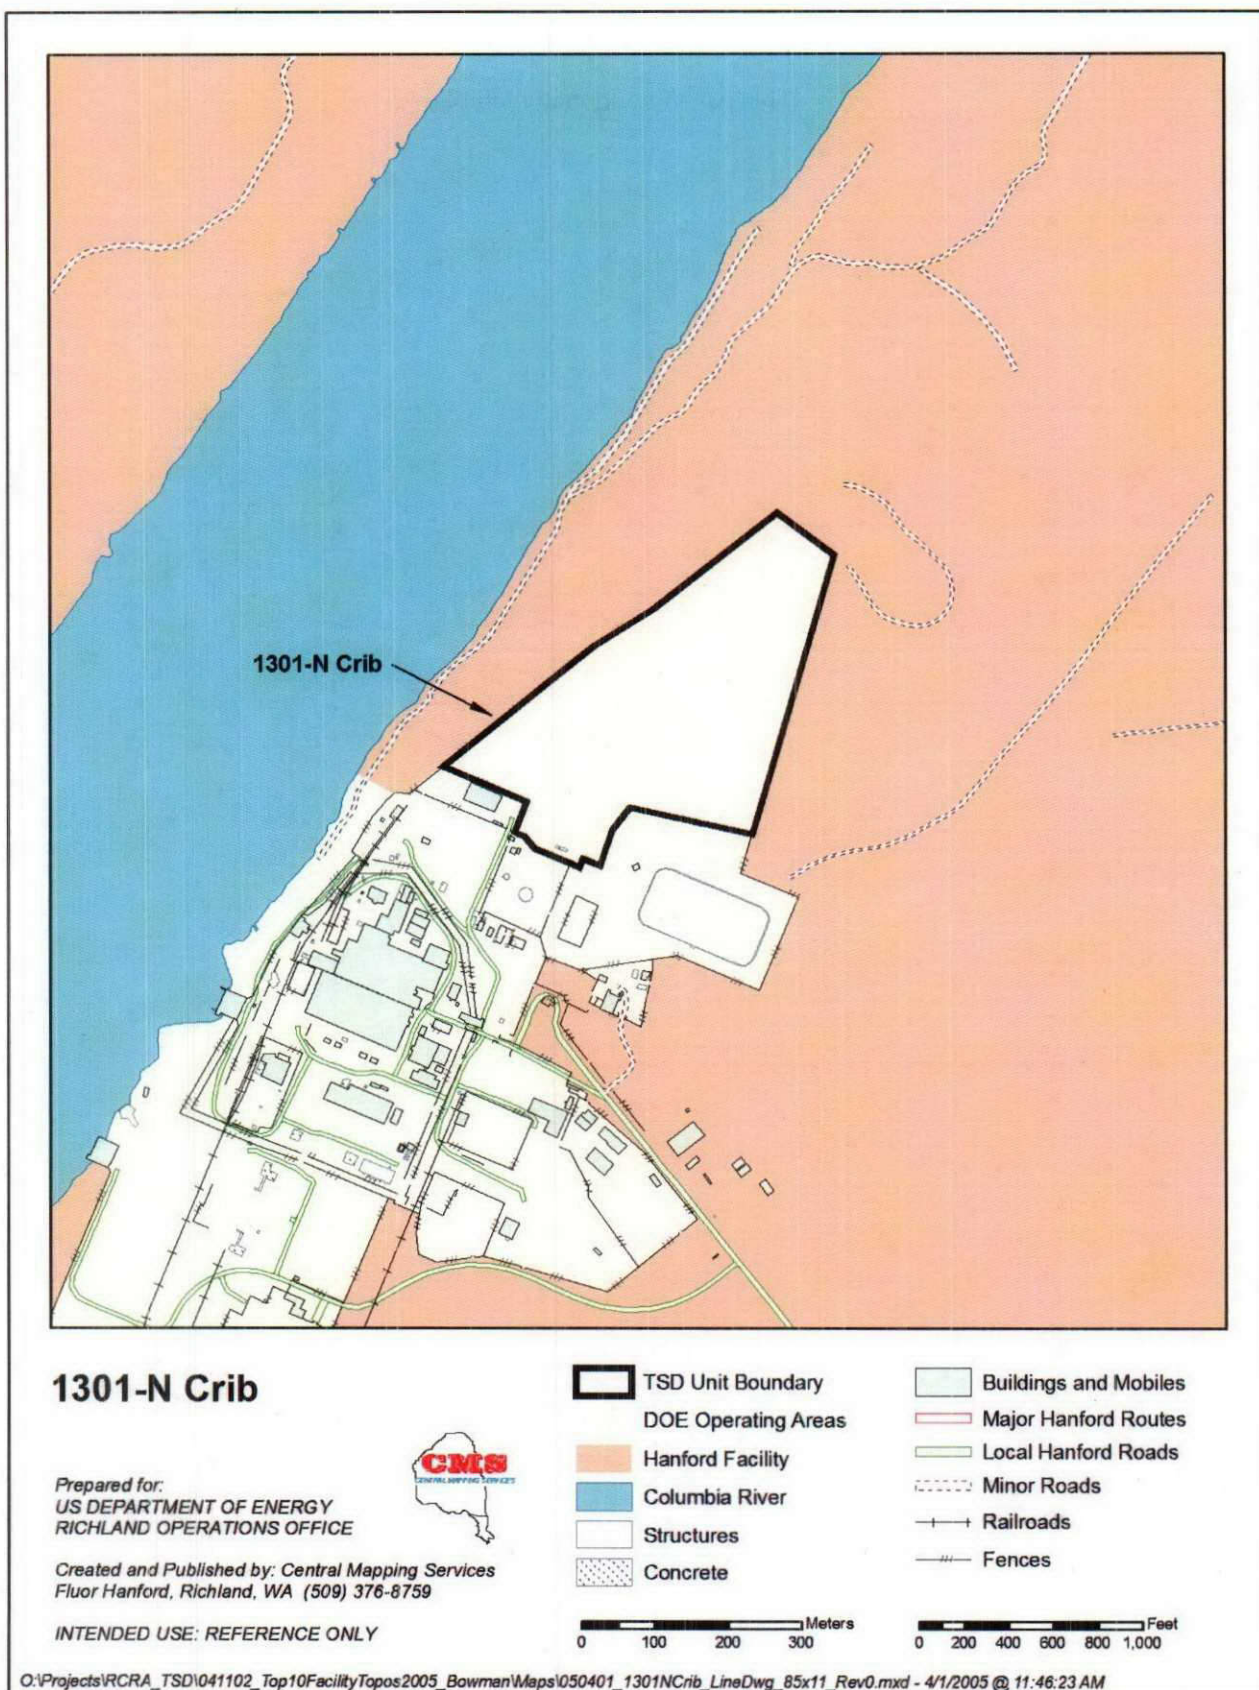 1301-N Crib
1301-N Crib
Prepared for:
US DEPARTMENT OF ENERGY
RICHLAND OPERATIONS OFFICE
CMS
CENTRAL MAPPING SERVICES
Created and Published by: Central Mapping Services
Fluor Hanford, Richland, WA (509) 376-8759
INTENDED USE: REFERENCE ONLY
TSD Unit Boundary
DOE Operating Areas
Hanford Facility
Columbia River
Structures
Concrete
Buildings and Mobiles
Major Hanford Routes
Local Hanford Roads
Minor Roads
Railroads
Fences
Meters
0 100 200 300
Feet
0 200 400 600 800 1,000
O:\Projects\RCRA_TSD\041102_Top10FacilityTopos2005_Bowman\Maps\050401_1301NCrib_LineDwg_85x11_Rev0.mxd - 4/1/2005 @ 11:46:23 AM